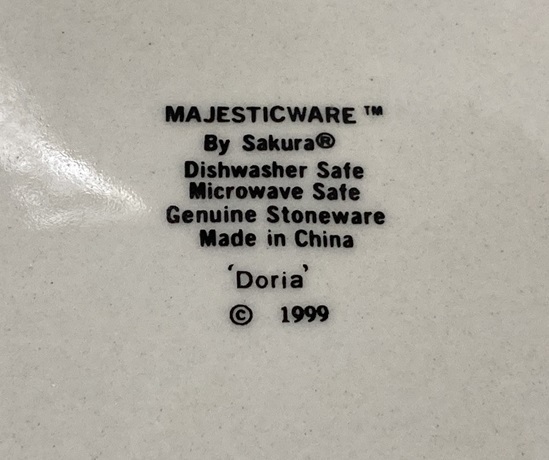 MAJESTICWARE ™
By Sakura®
Dishwasher Safe
Microwave Safe
Genuine Stoneware
Made in China
‘Doria’
© 1999